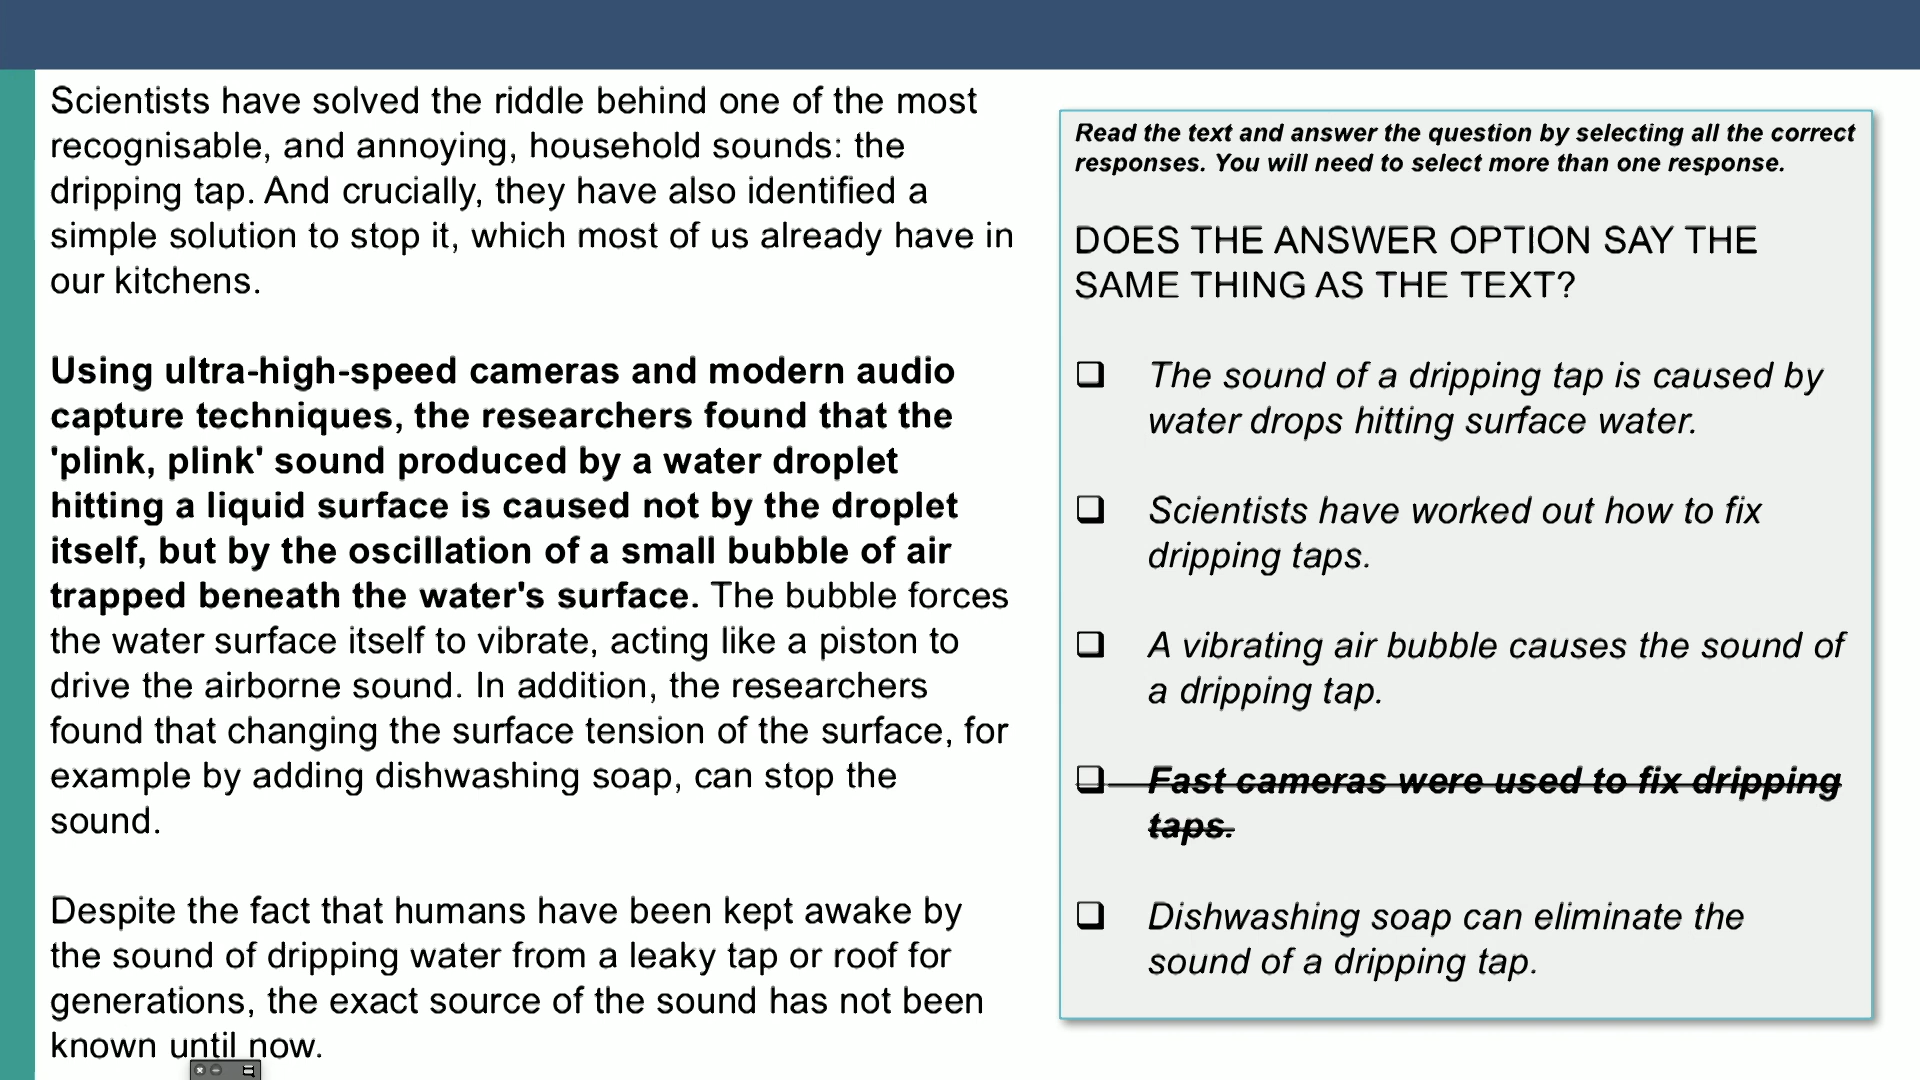 Scientists have solved the riddle behind one of the most
recognisable, and annoying, household sounds: the
dripping tap. And crucially, they have also identified a
simple solution to stop it, which most of us already have in
our kitchens.
Using ultra-high-speed cameras and modern audio
capture techniques, the researchers found that the
'plink, plink' sound produced by a water droplet
hitting a liquid surface is caused not by the droplet
itself, but by the oscillation of a small bubble of air
trapped beneath the water's surface. The bubble forces
the water surface itself to vibrate, acting like a piston to
drive the airborne sound. In addition, the researchers
found that changing the surface tension of the surface, for
example by adding dishwashing soap, can stop the
sound.
Despite the fact that humans have been kept awake by
the sound of dripping water from a leaky tap or roof for
generations, the exact source of the sound has not been
known until now.
Read the text and answer the question by selecting all the correct
responses. You will need to select more than one response.
DOES THE ANSWER OPTION SAY THE
SAME THING AS THE TEXT?
The sound of a dripping tap is caused by
water drops hitting surface water.
Scientists have worked out how to fix
dripping taps.
A vibrating air bubble causes the sound of
a dripping tap.
Fast cameras were used to fix dripping
taps.
Dishwashing soap can eliminate the
sound of a dripping tap.